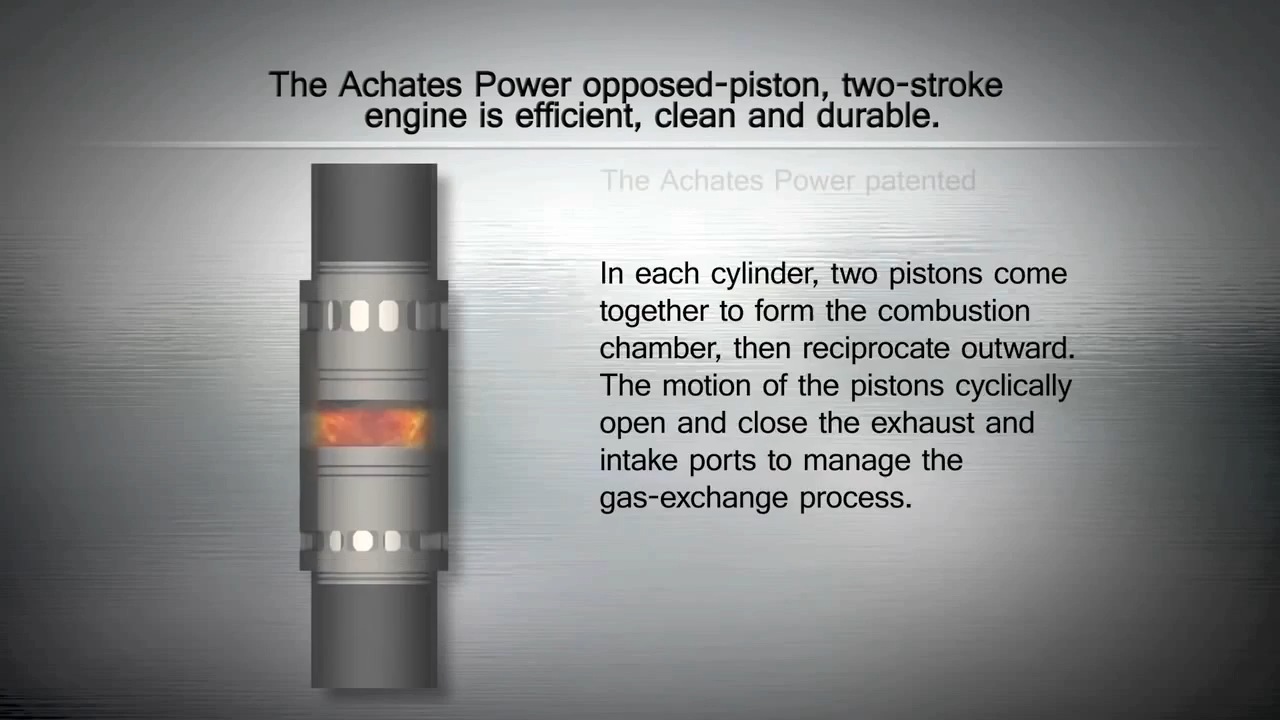 The Achates Power opposed-piston, two-stroke
engine is efficient, clean and durable.
The Achates Power patented
In each cylinder, two pistons come
together to form the combustion
chamber, then reciprocate outward.
The motion of the pistons cyclically
open and close the exhaust and
intake ports to manage the
gas-exchange process.